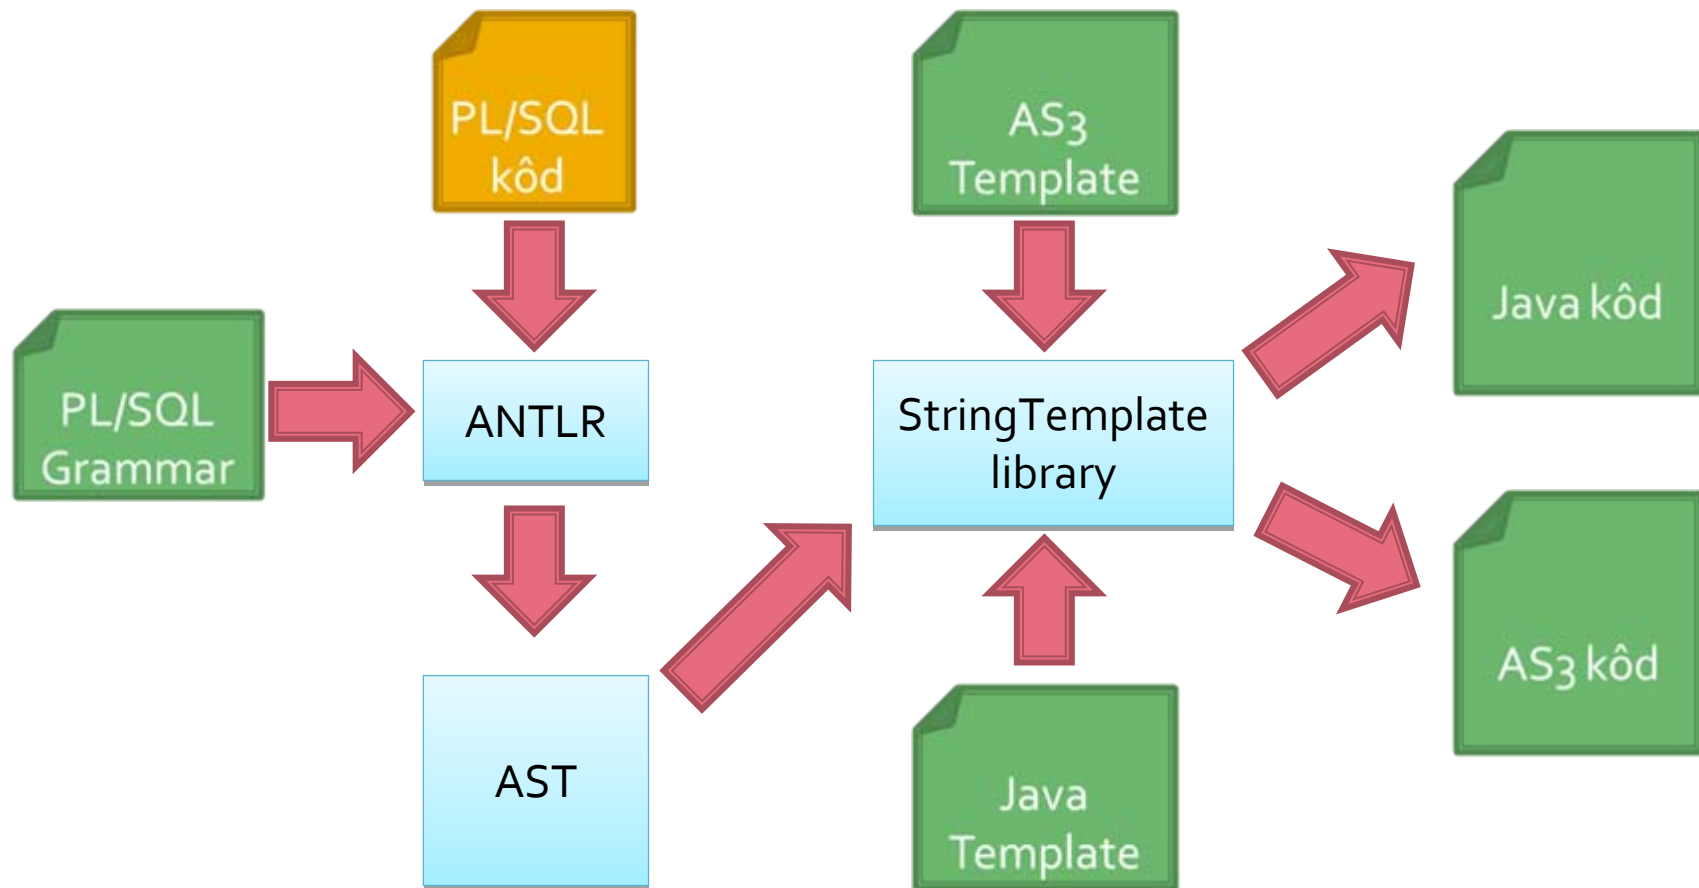 PL/SQL
kôd
AS3
Template
Java kôd
PL/SQL
Grammar
ANTLR
StringTemplate
library
AS3 kôd
AST
Java
Template